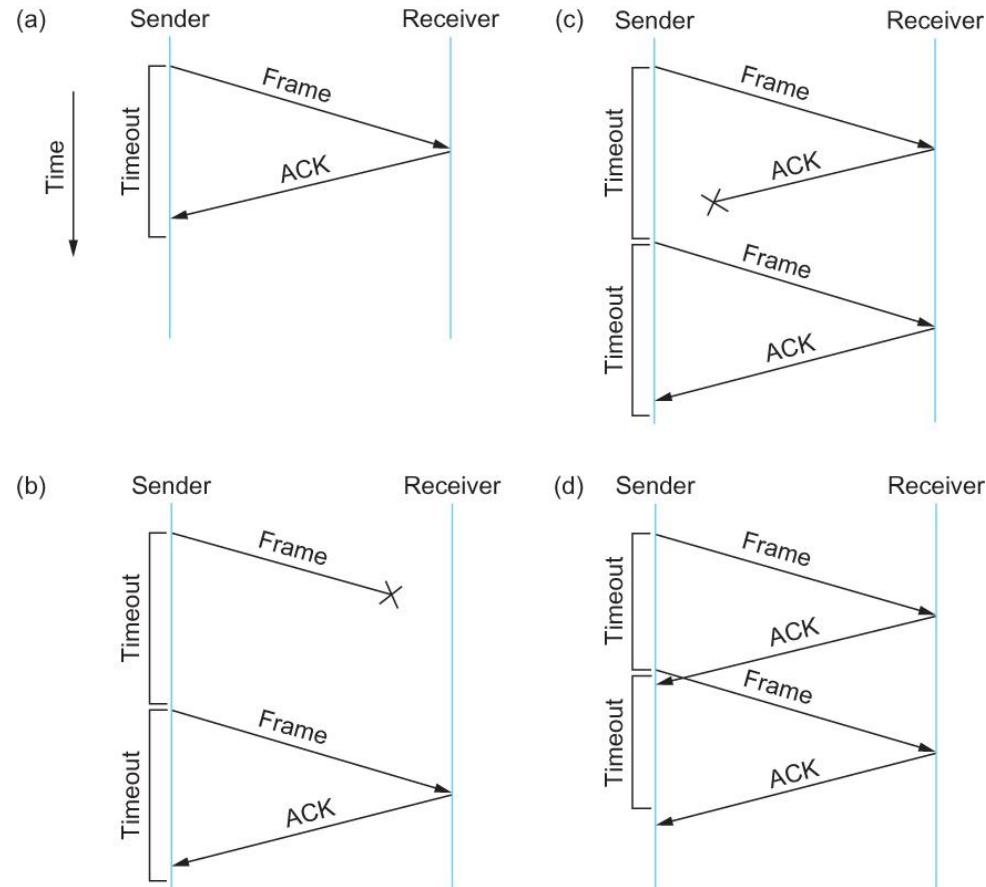 (a)
Sender
Receiver
Time
Timeout
Frame
ACK
(c)
Sender
Receiver
Timeout
Frame
ACK
Timeout
Frame
ACK
(b)
Sender
Receiver
Timeout
Frame
Timeout
Frame
ACK
(d)
Sender
Receiver
Timeout
Frame
ACK
Timeout
Frame
ACK